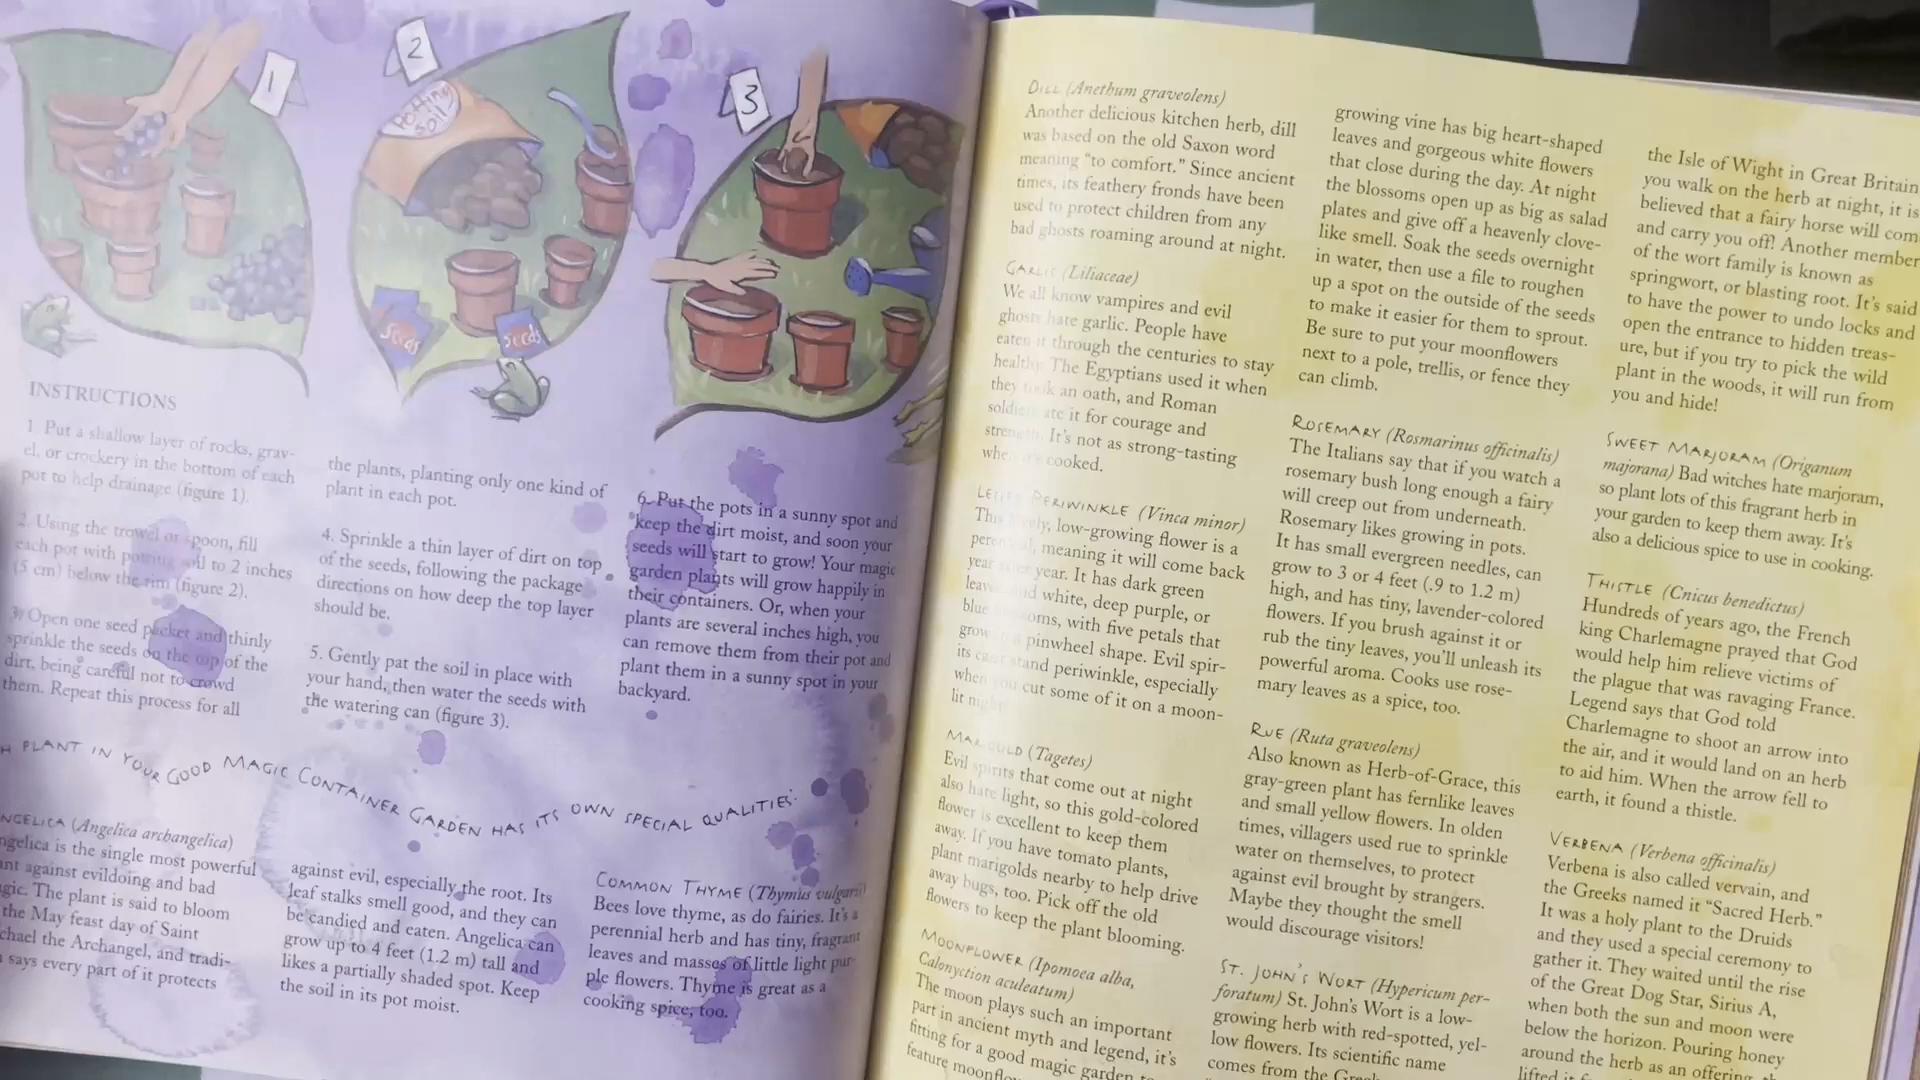 1
2
3
Potting
Soil
Seeds
Seeds
INSTRUCTIONS
1. Put a shallow layer of rocks, grav-
el, or crockery in the bottom of each
pot to help drainage (figure 1).
2. Using the trowel or spoon, fill
each pot with potting soil to 2 inches
(5 cm) below the rim (figure 2).
3. Open one seed packet and thinly
sprinkle the seeds on the top of the
dirt, being careful not to crowd
them. Repeat this process for all
the plants, planting only one kind of
plant in each pot.
4. Sprinkle a thin layer of dirt on top
of the seeds, following the package
directions on how deep the top layer
should be.
5. Gently pat the soil in place with
your hand, then water the seeds with
the watering can (figure 3).
6. Put the pots in a sunny spot and
keep the dirt moist, and soon your
seeds will start to grow! Your magic
garden plants will grow happily in
their containers. Or, when your
plants are several inches high, you
can remove them from their pot and
plant them in a sunny spot in your
backyard.
PLANT IN YOUR GOOD MAGIC CONTAINER GARDEN HAS ITS OWN SPECIAL QUALITIES:
(Angelica archangelica)
is the single most powerful
against evildoing and bad
The plant is said to bloom
the May feast day of Saint
the Archangel, and tradi-
says every part of it protects
against evil, especially the root. Its
leaf stalks smell good, and they can
be candied and eaten. Angelica can
grow up to 4 feet (1.2 m) tall and
likes a partially shaded spot. Keep
the soil in its pot moist.
COMMON THYME (Thymus vulgaris)
Bees love thyme, as do fairies. It's a
perennial herb and has tiny, fragrant
leaves and masses of little light pur-
ple flowers. Thyme is great as a
cooking spice, too.
DILL (Anethum graveolens)
Another delicious kitchen herb, dill
was based on the old Saxon word
meaning "to comfort." Since ancient
times, its feathery fronds have been
used to protect children from any
bad ghosts roaming around at night.
GARLIC (Liliaceae)
We all know vampires and evil
ghosts hate garlic. People have
eaten it through the centuries to stay
healthy. The Egyptians used it when
they took an oath, and Roman
soldiers ate it for courage and
strength. It's not as strong-tasting
when cooked.
PERIWINKLE (Vinca minor)
This low-growing flower is a
meaning it will come back
year after year. It has dark green
leaves and white, deep purple, or
blue blooms, with five petals that
grow a pinwheel shape. Evil spir-
its can't stand periwinkle, especially
when you cut some of it on a moon-
lit night.
MARIGOLD (Tagetes)
Evil spirits that come out at night
also hate light, so this gold-colored
flower is excellent to keep them
away. If you have tomato plants,
plant marigolds nearby to help drive
away bugs, too. Pick off the old
flowers to keep the plant blooming.
MOONFLOWER (Ipomoea alba,
Calonyction aculeatum)
The moon plays such an important
part in ancient myth and legend, it's
fitting for a good magic garden to
feature
growing vine has big heart-shaped
leaves and gorgeous white flowers
that close during the day. At night
the blossoms open up as big as salad
plates and give off a heavenly clove-
like smell. Soak the seeds overnight
in water, then use a file to roughen
up a spot on the outside of the seeds
to make it easier for them to sprout.
Be sure to put your moonflowers
next to a pole, trellis, or fence they
can climb.
ROSEMARY (Rosmarinus officinalis)
The Italians say that if you watch a
rosemary bush long enough a fairy
will creep out from underneath.
Rosemary likes growing in pots.
It has small evergreen needles, can
grow to 3 or 4 feet (.9 to 1.2 m)
high, and has tiny, lavender-colored
flowers. If you brush against it or
rub the tiny leaves, you'll unleash its
powerful aroma. Cooks use rose-
mary leaves as a spice, too.
RUE (Ruta graveolens)
Also known as Herb-of-Grace, this
gray-green plant has fernlike leaves
and small yellow flowers. In olden
times, villagers used rue to sprinkle
water on themselves, to protect
against evil brought by strangers.
Maybe they thought the smell
would discourage visitors!
ST. JOHN'S WORT (Hypericum per-
foratum) St. John's Wort is a low-
growing herb with red-spotted, yel-
low flowers. Its scientific name
comes from the
the Isle of Wight in Great Britain
you walk on the herb at night, it is
believed that a fairy horse will come
and carry you off! Another member
of the wort family is known as
springwort, or blasting root. It's said
to have the power to undo locks and
open the entrance to hidden treas-
ure, but if you try to pick the wild
plant in the woods, it will run from
you and hide!
SWEET MARJORAM (Origanum
majorana) Bad witches hate marjoram,
so plant lots of this fragrant herb in
your garden to keep them away. It's
also a delicious spice to use in cooking.
THISTLE (Cnicus benedictus)
Hundreds of years ago, the French
king Charlemagne prayed that God
would help him relieve victims of
the plague that was ravaging France.
Legend says that God told
Charlemagne to shoot an arrow into
the air, and it would land on an herb
to aid him. When the arrow fell to
earth, it found a thistle.
VERBENA (Verbena officinalis)
Verbena is also called vervain, and
the Greeks named it "Sacred Herb."
It was a holy plant to the Druids
and they used a special ceremony to
gather it. They waited until the rise
of the Great Dog Star, Sirius A,
when both the sun and moon were
below the horizon. Pouring honey
around the herb as an offering,
lifted it